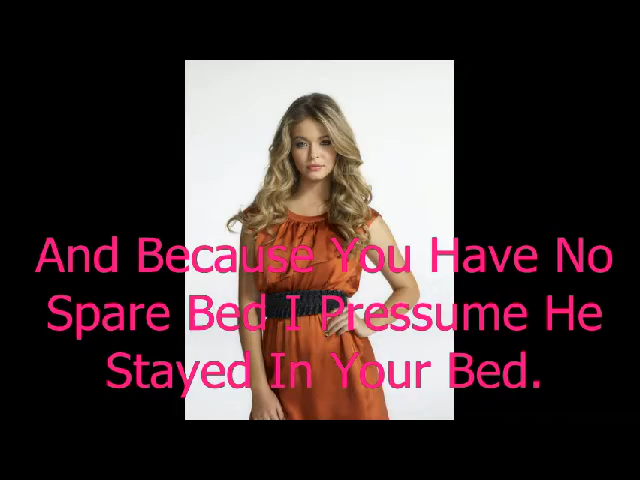 And Because You Have No
Spare Bed I Pressume He
Stayed In Your Bed.